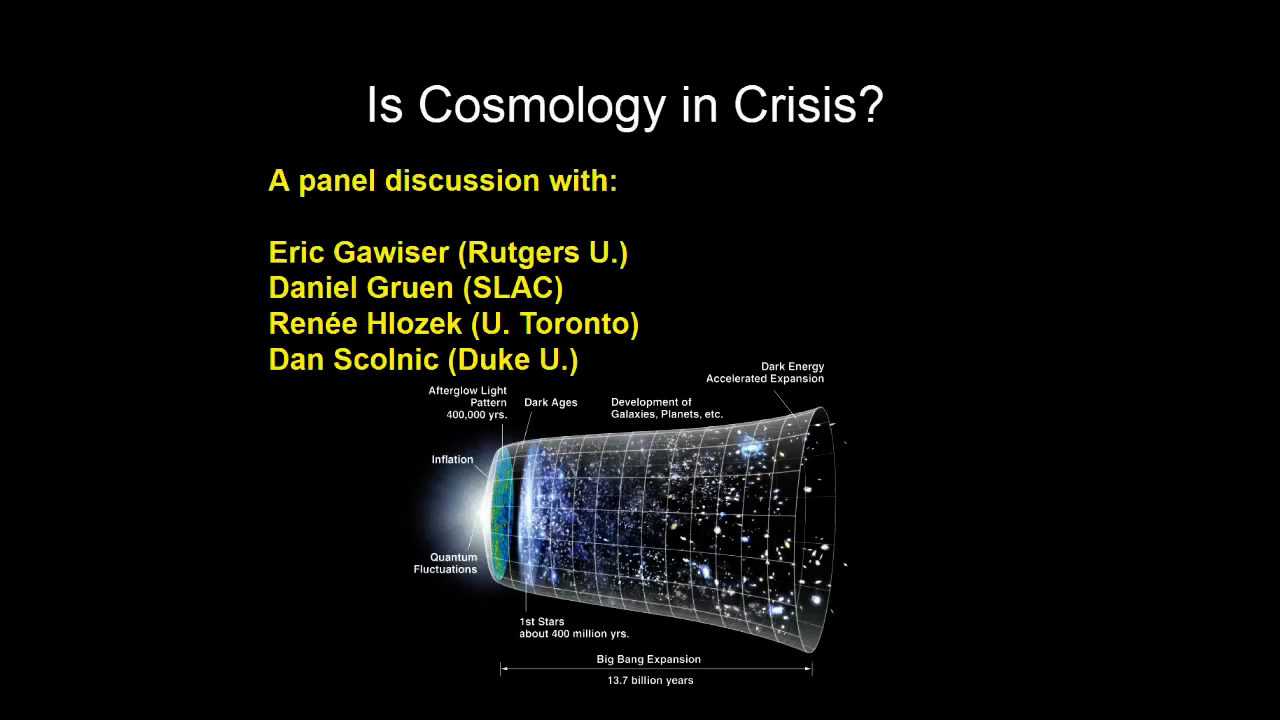 Is Cosmology in Crisis?
A panel discussion with:
Eric Gawiser (Rutgers U.)
Daniel Gruen (SLAC)
Renée Hlozek (U. Toronto)
Dan Scolnic (Duke U.)
Dark Energy
Accelerated Expansion
Afterglow Light
Pattern
400,000 yrs.
Dark Ages
Development of
Galaxies, Planets, etc.
Inflation
Quantum
Fluctuations
1st Stars
about 400 million yrs.
Big Bang Expansion
13.7 billion years